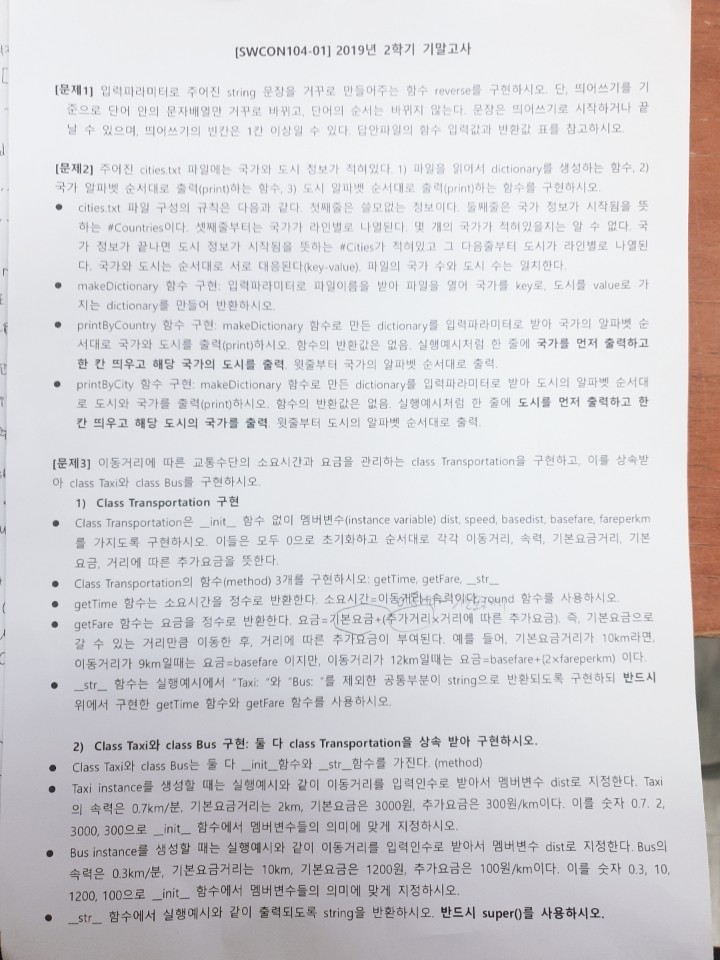 [SWCON104-01] 2019년 2학기 기말고사
[문제1] 입력파라미터로 주어진 string 문장을 거꾸로 만들어주는 함수 reverse를 구현하시오. 단, 띄어쓰기를 기
준으로 단어 안의 문자배열만 거꾸로 바뀌고, 단어의 순서는 바뀌지 않는다. 문장은 띄어쓰기로 시작하거나 끝
날 수 있으며, 띄어쓰기의 빈칸은 1칸 이상일 수 있다. 답안파일의 함수 입력값과 반환값 표를 참고하시오.
[문제2] 주어진 cities.txt 파일에는 국가와 도시 정보가 적혀있다. 1) 파일을 읽어서 dictionary를 생성하는 함수, 2)
국가 알파벳 순서대로 출력(print)하는 함수, 3) 도시 알파벳 순서대로 출력(print)하는 함수를 구현하시오.
● cities.txt 파일 구성의 규칙은 다음과 같다. 첫째줄은 쓸모없는 정보이다. 둘째줄은 국가 정보가 시작됨을 뜻
하는 #Countries이다. 셋째줄부터는 국가가 라인별로 나열된다. 몇 개의 국가가 적혀있을지는 알 수 없다. 국
가 정보가 끝나면 도시 정보가 시작됨을 뜻하는 #Cities가 적혀있고 그 다음줄부터 도시가 라인별로 나열된
다. 국가와 도시는 순서대로 서로 대응된다(key-value). 파일의 국가 수와 도시 수는 일치한다.
● makeDictionary 함수 구현: 입력파라미터로 파일이름을 받아 파일을 열어 국가를 key로, 도시를 value로 가
지는 dictionary를 만들어 반환하시오.
● printByCountry 함수 구현: makeDictionary 함수로 만든 dictionary를 입력파라미터로 받아 국가의 알파벳 순
서대로 국가와 도시를 출력(print)하시오. 함수의 반환값은 없음. 실행예시처럼 한 줄에 국가를 먼저 출력하고
한 칸 띄우고 해당 국가의 도시를 출력. 윗줄부터 국가의 알파벳 순서대로 출력.
● printByCity 함수 구현: makeDictionary 함수로 만든 dictionary를 입력파라미터로 받아 도시의 알파벳 순서대
로 도시와 국가를 출력(print)하시오. 함수의 반환값은 없음. 실행예시처럼 한 줄에 도시를 먼저 출력하고 한
칸 띄우고 해당 도시의 국가를 출력. 윗줄부터 도시의 알파벳 순서대로 출력.
[문제3] 이동거리에 따른 교통수단의 소요시간과 요금을 관리하는 class Transportation을 구현하고, 이를 상속받
아 class Taxi와 class Bus를 구현하시오.
1) Class Transportation 구현
● Class Transportation은 __init__ 함수 없이 멤버변수(instance variable) dist, speed, basedist, basefare, fareperkm
를 가지도록 구현하시오. 이들은 모두 0으로 초기화하고 순서대로 각각 이동거리, 속력, 기본요금거리, 기본
요금, 거리에 따른 추가요금을 뜻한다.
● Class Transportation의 함수(method) 3개를 구현하시오: getTime, getFare, __str__
● getTime 함수는 소요시간을 정수로 반환한다. 소요시간=이동거리÷속력이다. round 함수를 사용하시오.
● getFare 함수는 요금을 정수로 반환한다. 요금=기본요금+(추가거리×거리에 따른 추가요금). 즉, 기본요금으로
갈 수 있는 거리만큼 이동한 후, 거리에 따른 추가요금이 부여된다. 예를 들어, 기본요금거리가 10km라면,
이동거리가 9km일때는 요금=basefare 이지만, 이동거리가 12km일때는 요금=basefare+(2×fareperkm) 이다.
● __str__ 함수는 실행예시에서 "Taxi: "와 "Bus: "를 제외한 공통부분이 string으로 반환되도록 구현하되 반드시
위에서 구현한 getTime 함수와 getFare 함수를 사용하시오.
2) Class Taxi와 class Bus 구현: 둘 다 class Transportation을 상속 받아 구현하시오.
● Class Taxi와 class Bus는 둘 다 __init__함수와 __str__함수를 가진다. (method)
● Taxi instance를 생성할 때는 실행예시와 같이 이동거리를 입력인수로 받아서 멤버변수 dist로 지정한다. Taxi
의 속력은 0.7km/분, 기본요금거리는 2km, 기본요금은 3000원, 추가요금은 300원/km이다. 이를 숫자 0.7. 2,
3000, 300으로 __init__ 함수에서 멤버변수들의 의미에 맞게 지정하시오.
● Bus instance를 생성할 때는 실행예시와 같이 이동거리를 입력인수로 받아서 멤버변수 dist로 지정한다. Bus의
속력은 0.3km/분, 기본요금거리는 10km, 기본요금은 1200원, 추가요금은 100원/km이다. 이를 숫자 0.3, 10,
1200, 100으로 __init__ 함수에서 멤버변수들의 의미에 맞게 지정하시오.
● __str__ 함수에서 실행예시와 같이 출력되도록 string을 반환하시오. 반드시 super()를 사용하시오.